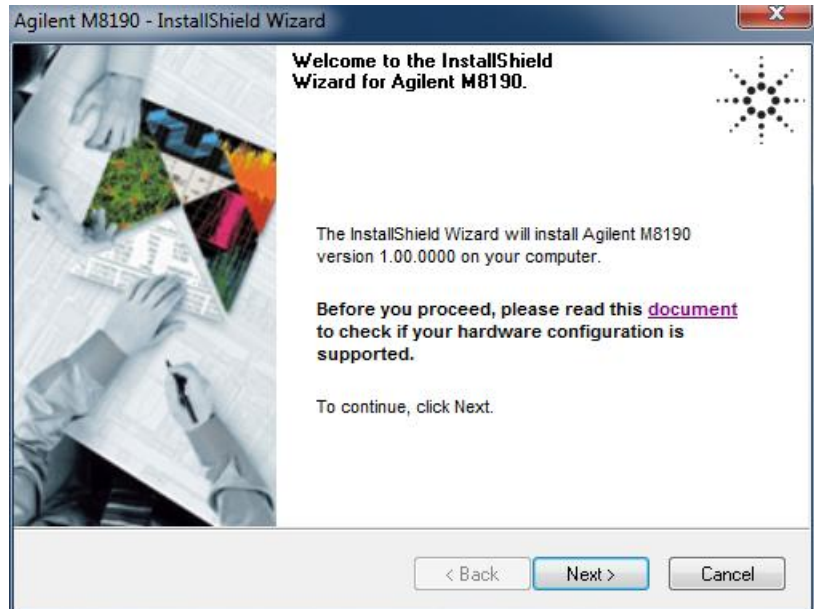 Agilent M8190 - InstallShield Wizard
Welcome to the InstallShield
Wizard for Agilent M8190.
The InstallShield Wizard will install Agilent M8190
version 1.00.0000 on your computer.
Before you proceed, please read this document
to check if your hardware configuration is
supported.
To continue, click Next.
< Back
Next >
Cancel